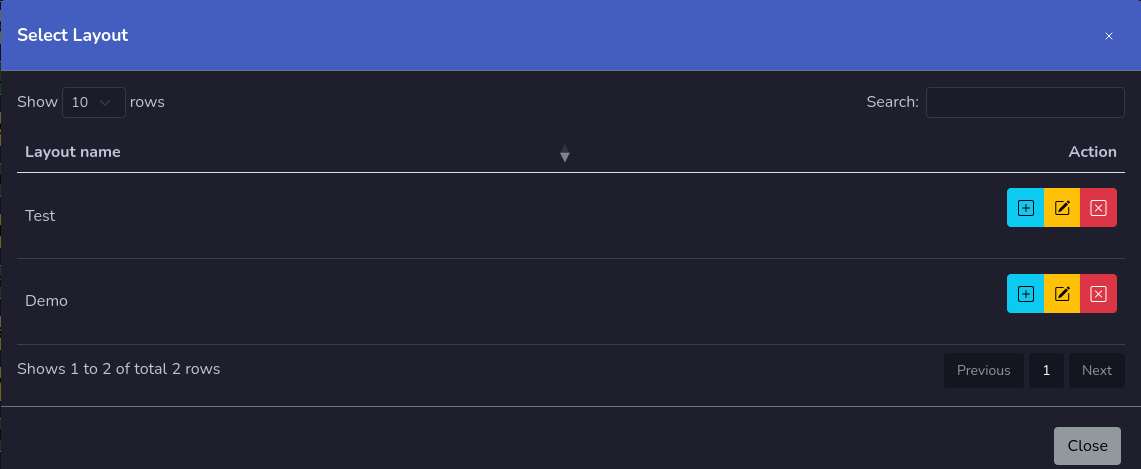 Select Layout
Show 10 rows
Search:
Layout name
Action
Test
Demo
Shows 1 to 2 of total 2 rows
Previous 1 Next
Close